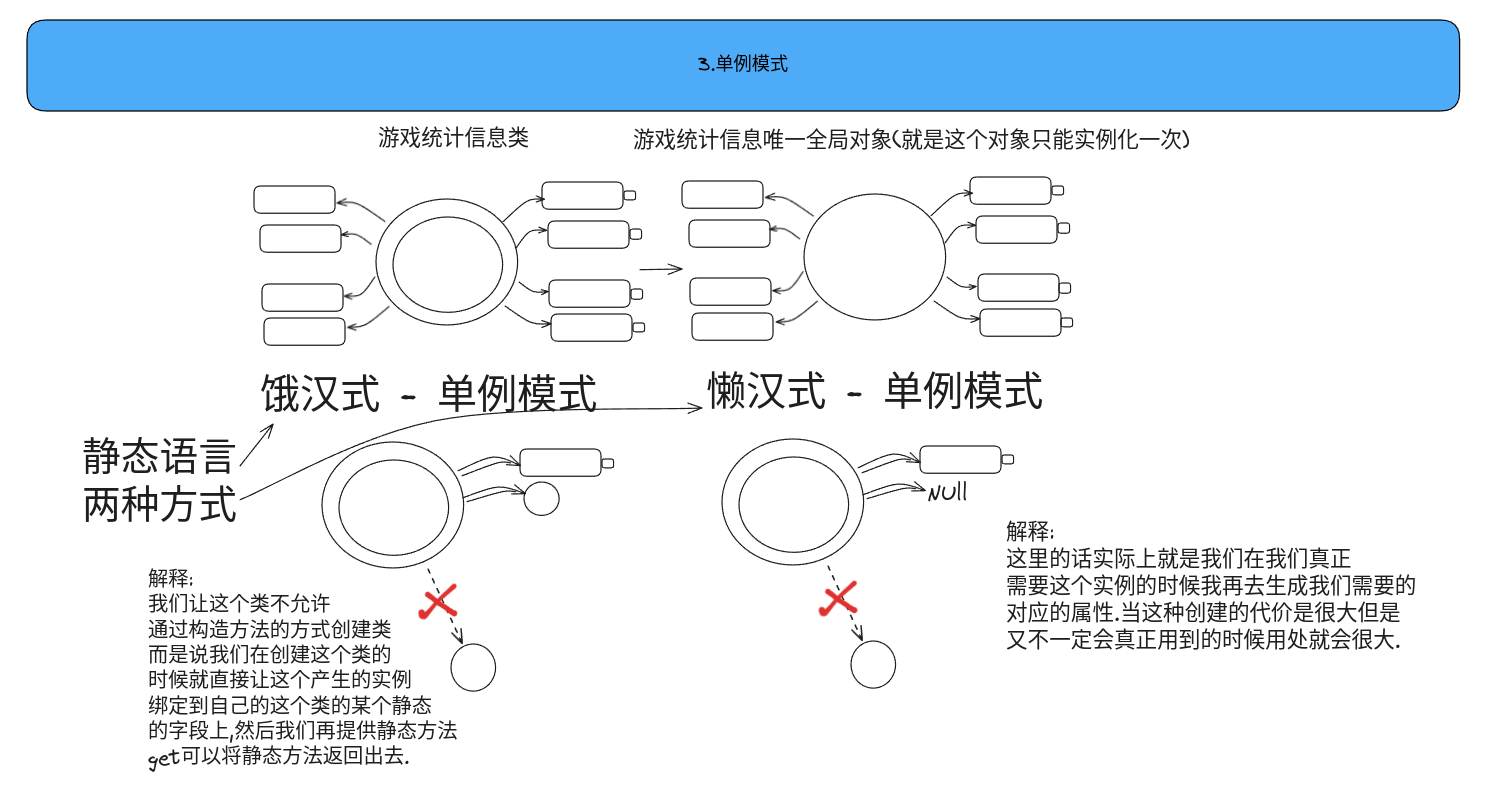 3.单例模式
游戏统计信息类
游戏统计信息唯一全局对象(就是这个对象只能实例化一次)
饿汉式 - 单例模式
懒汉式 - 单例模式
静态语言
两种方式
NUll
解释:
我们让这个类不允许
通过构造方法的方式创建类
而是说我们在创建这个类的
时候就直接让这个产生的实例
绑定到自己的这个类的某个静态
的字段上,然后我们再提供静态方法
get可以将静态方法返回出去.
解释:
这里的话实际上就是我们在我们真正
需要这个实例的时候我再去生成我们需要的
对应的属性.当这种创建的代价是很大但是
又不一定会真正用到的时候用处就会很大.